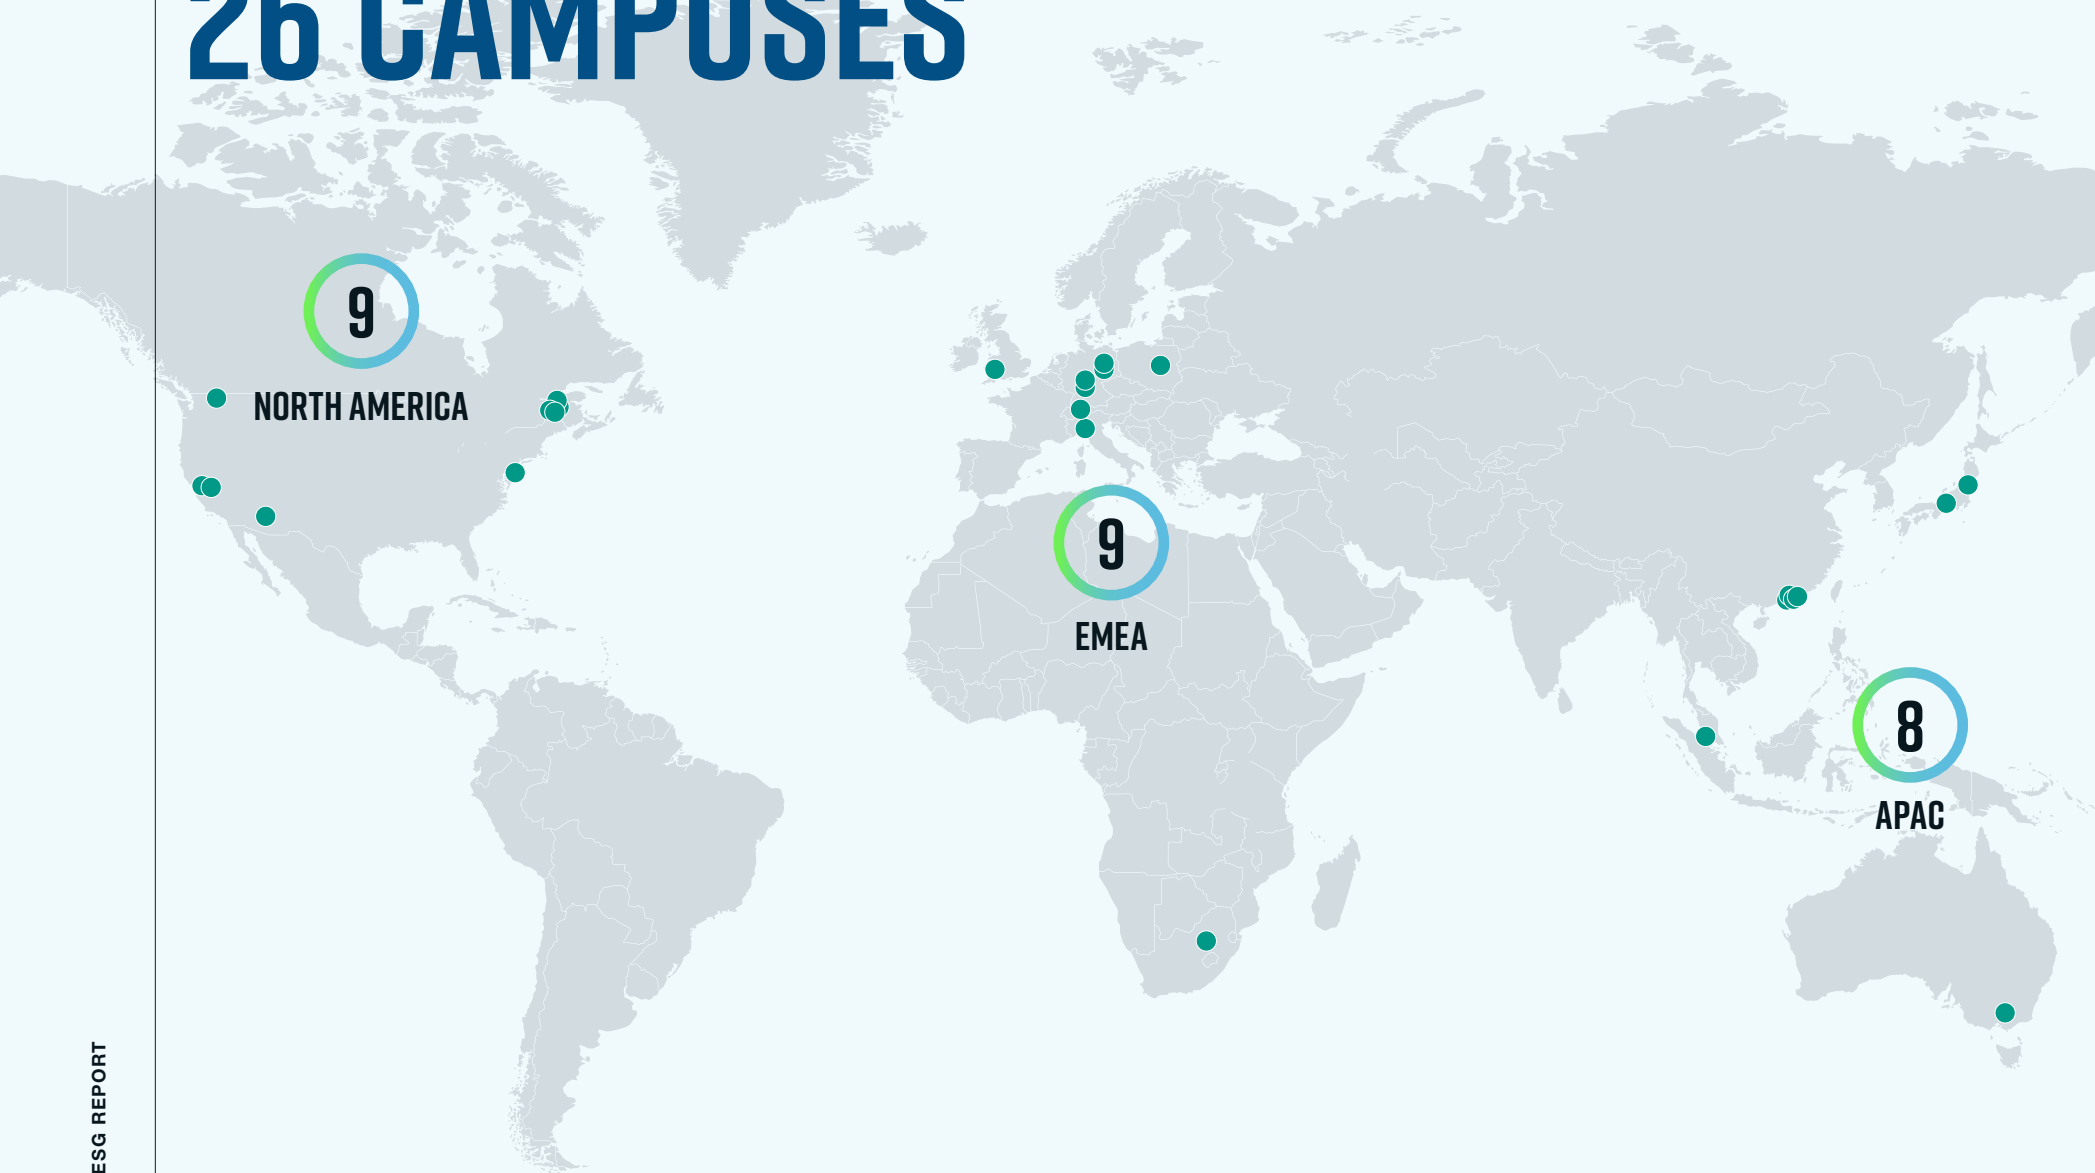 26 CAMPUSES
9
NORTH AMERICA
9
EMEA
8
APAC
ESG REPORT